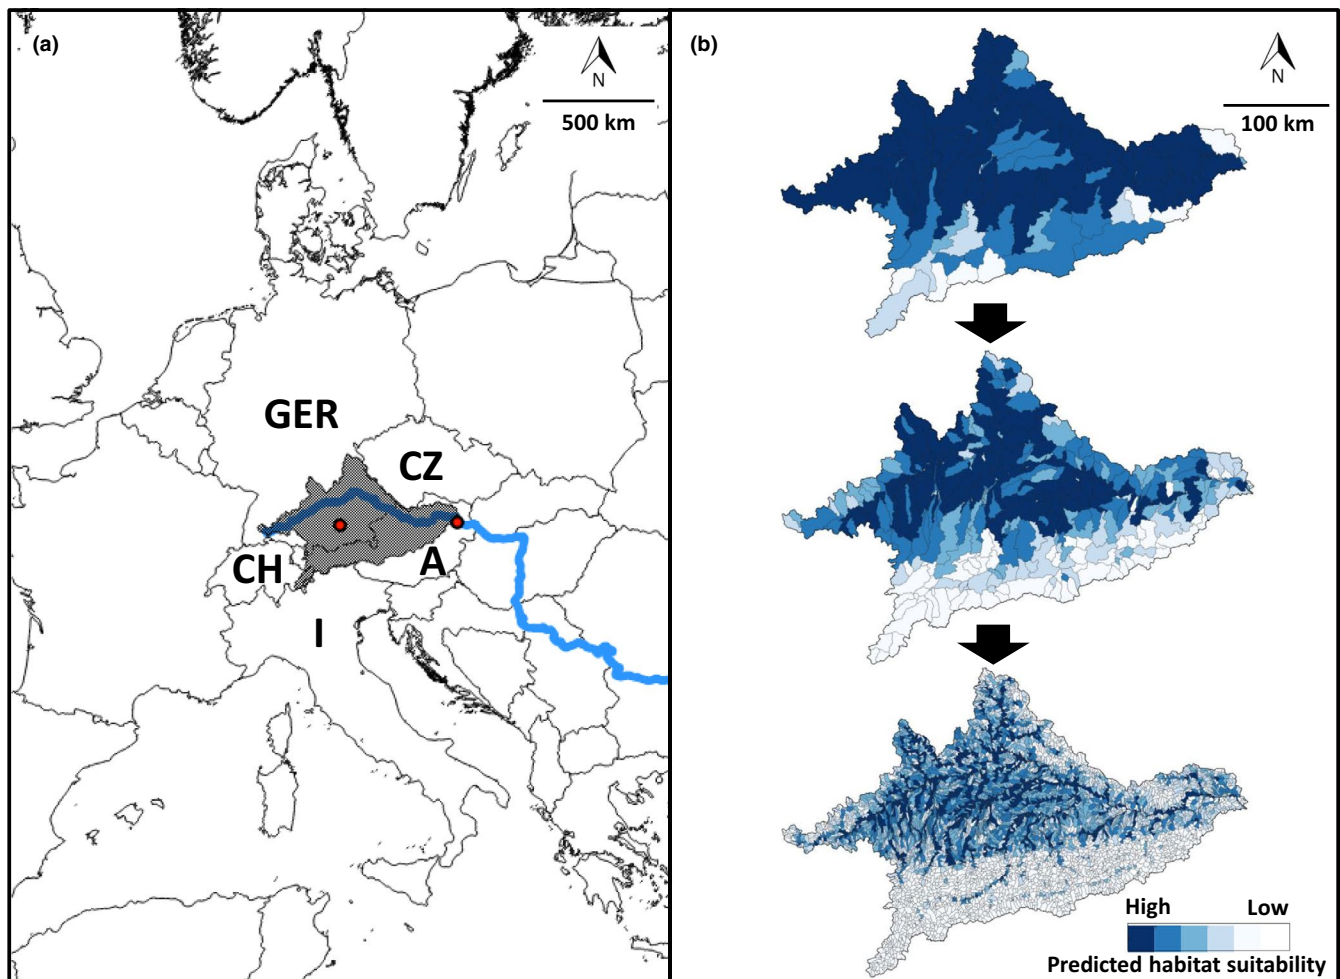 (a)
N
500 km
GER
CZ
CH
A
I
(b)
N
100 km
High Low
Predicted habitat suitability